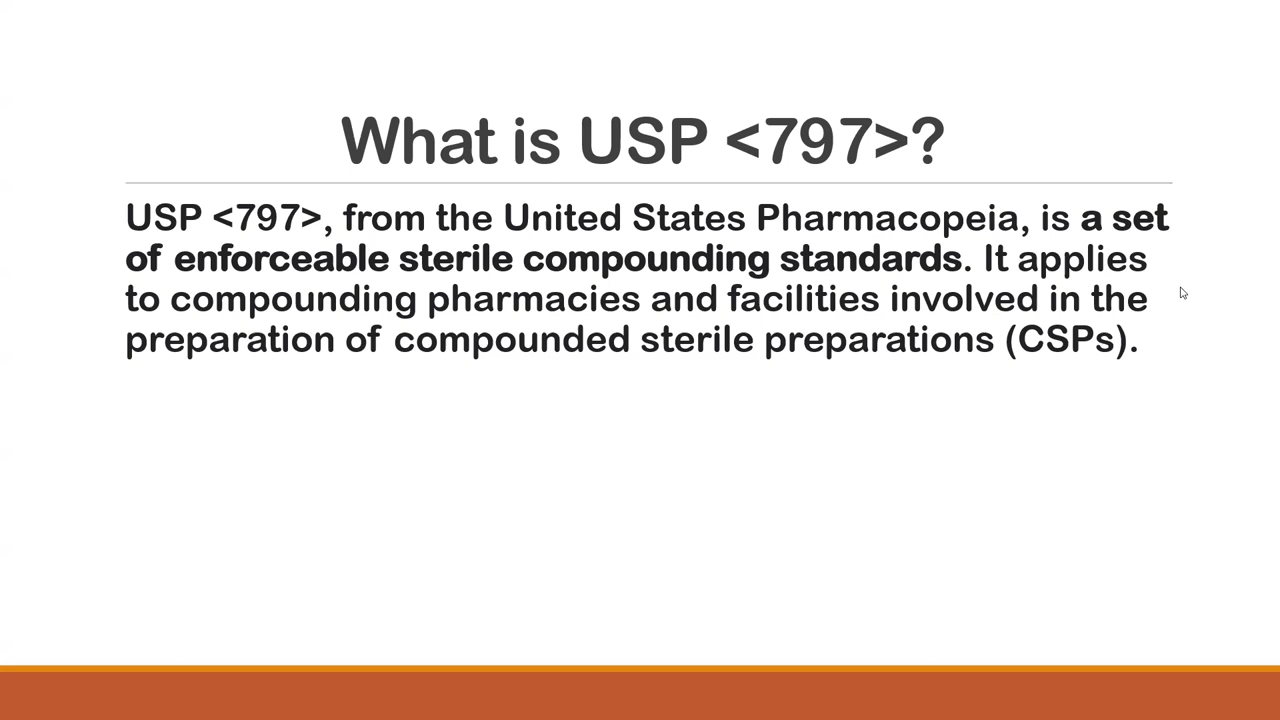 What is USP <797>?
USP <797>, from the United States Pharmacopeia, is a set
of enforceable sterile compounding standards. It applies
to compounding pharmacies and facilities involved in the
preparation of compounded sterile preparations (CSPs).